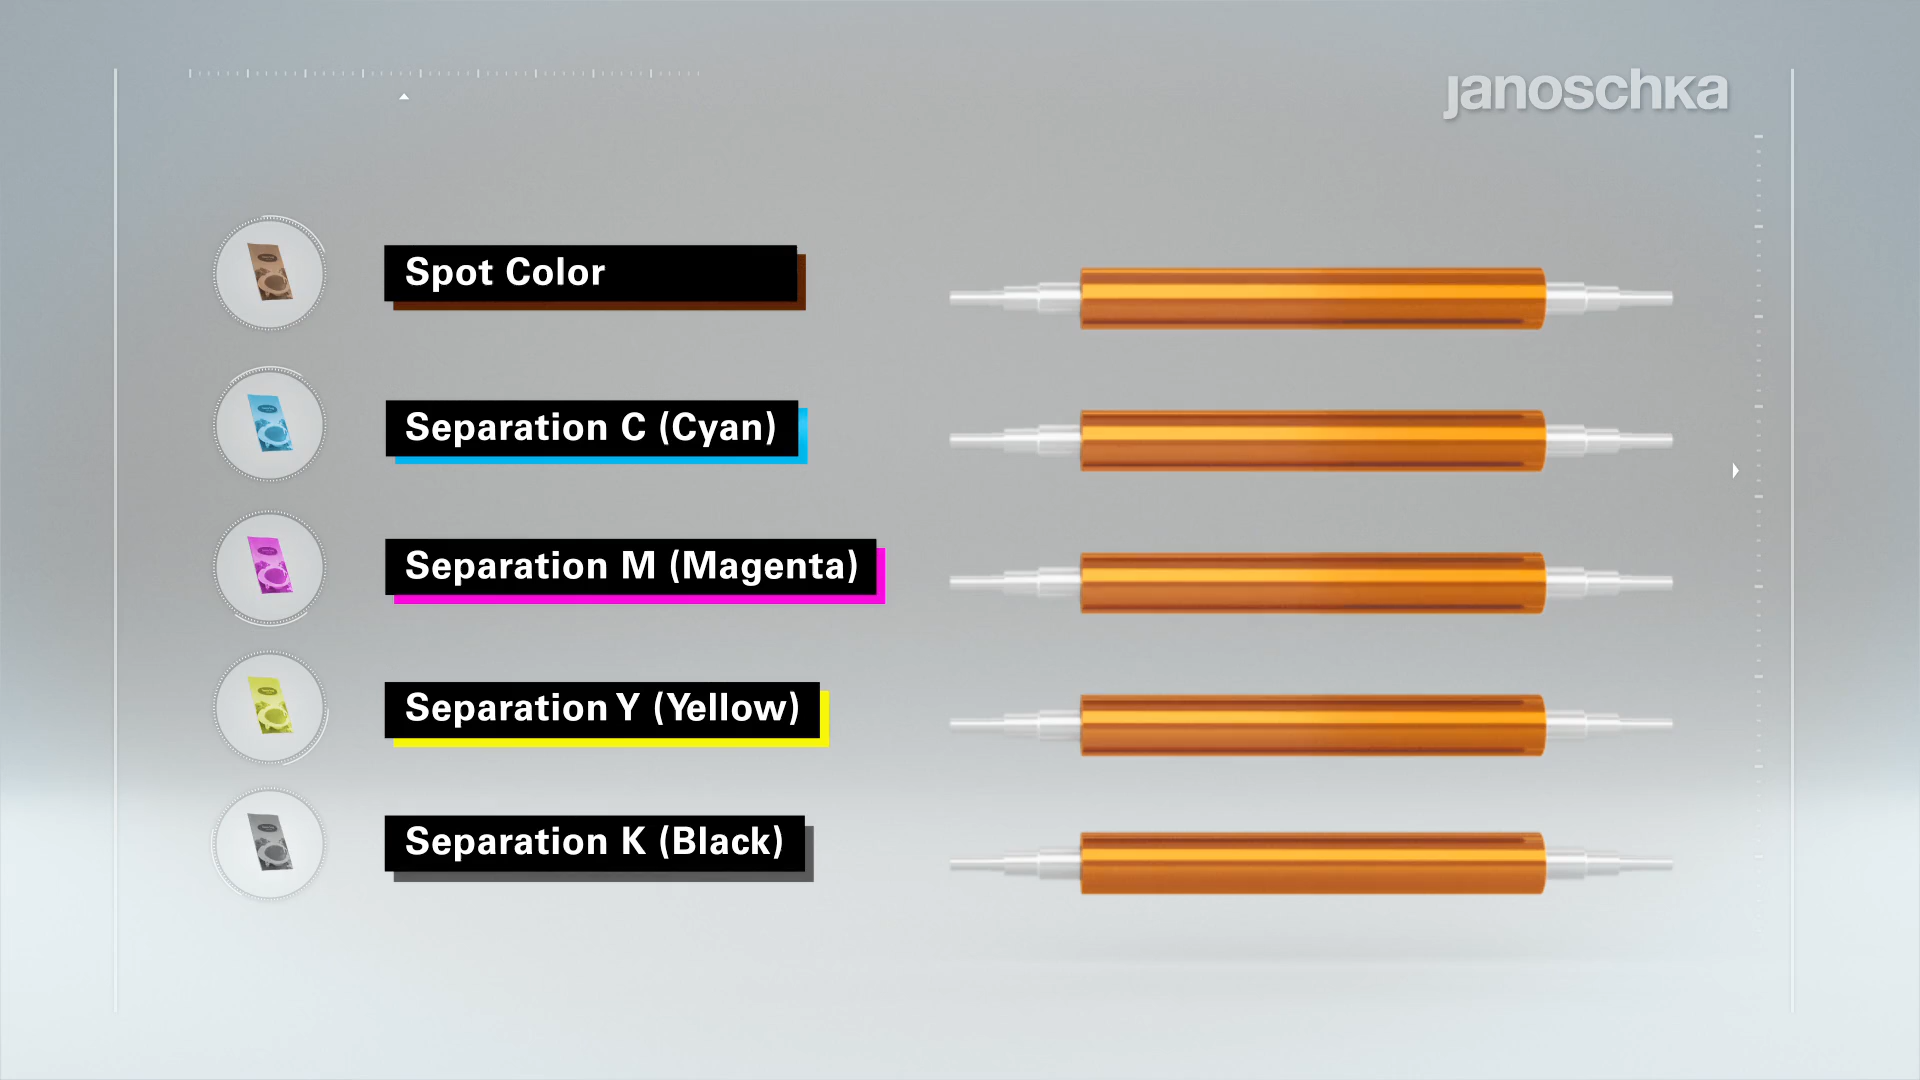 janoschka
Spot Color
Separation C (Cyan)
Separation M (Magenta)
Separation Y (Yellow)
Separation K (Black)